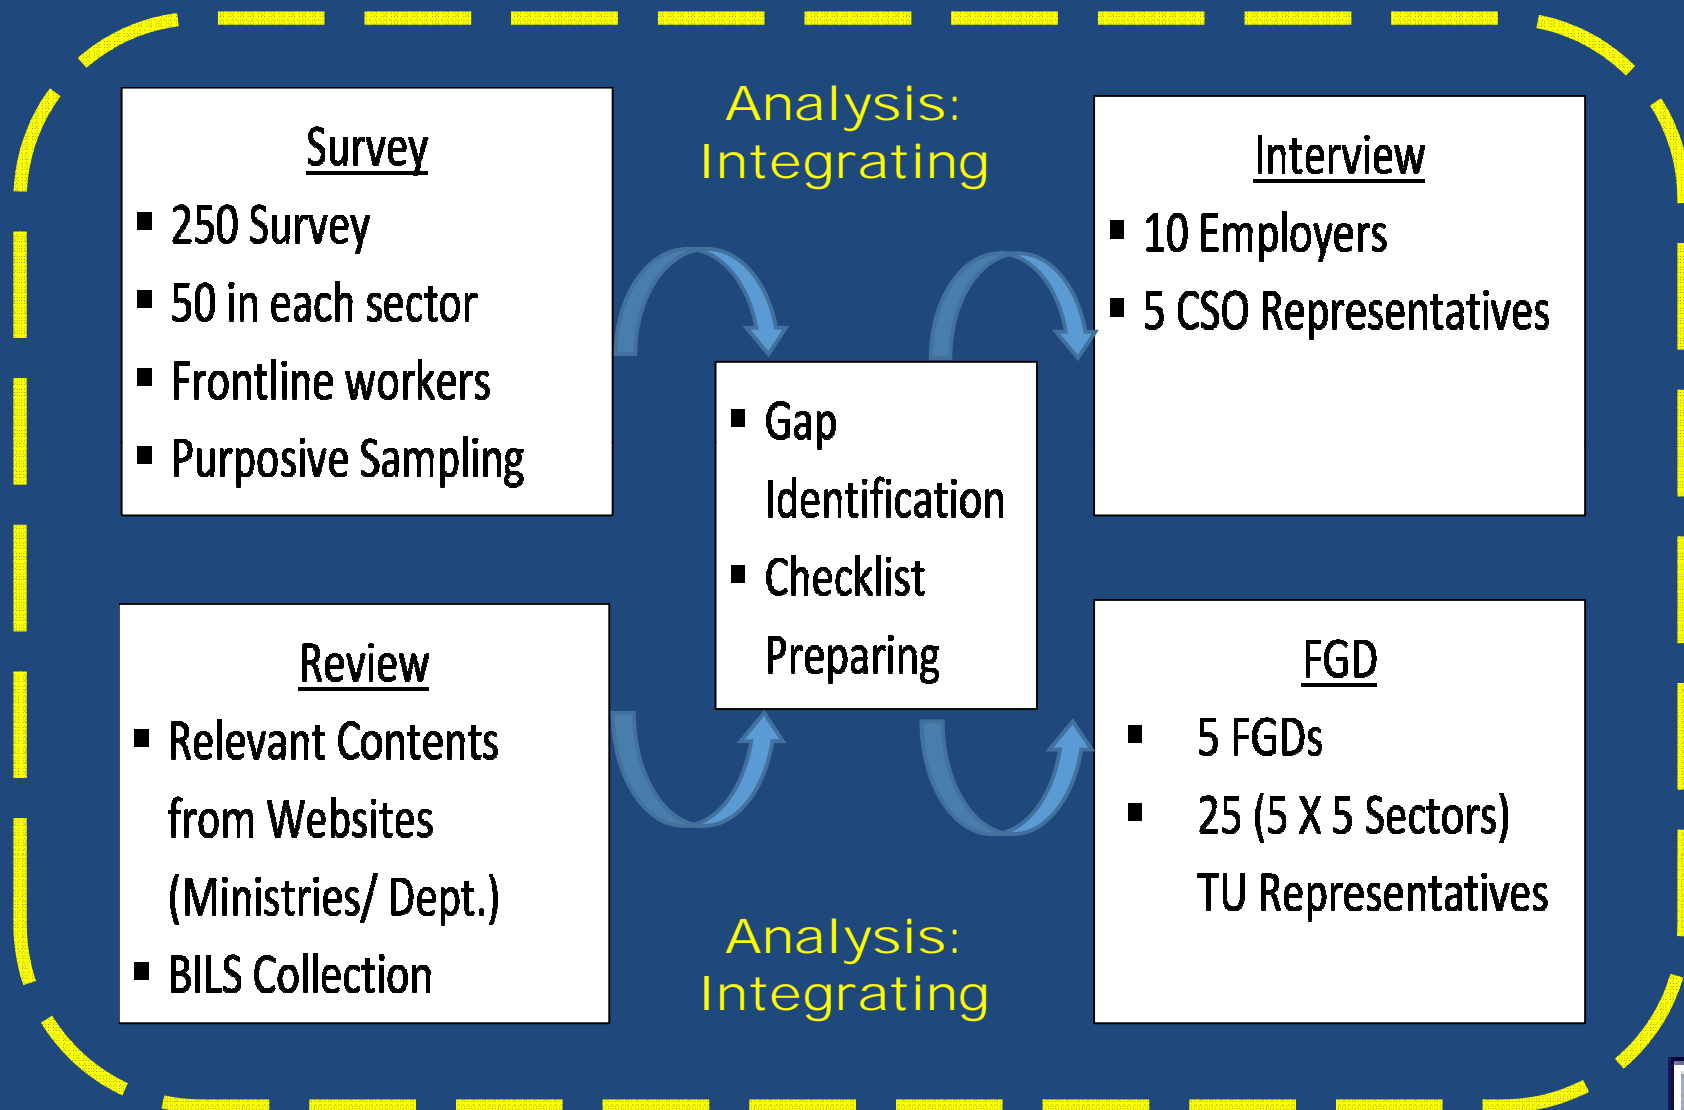 Analysis:
Integrating
Survey
▪ 250 Survey
▪ 50 in each sector
▪ Frontline workers
▪ Purposive Sampling
Interview
▪ 10 Employers
▪ 5 CSO Representatives
▪ Gap
Identification
▪ Checklist
Preparing
Review
▪ Relevant Contents
from Websites
(Ministries/ Dept.)
▪ BILS Collection
FGD
▪ 5 FGDs
▪ 25 (5 X 5 Sectors)
TU Representatives
Analysis:
Integrating